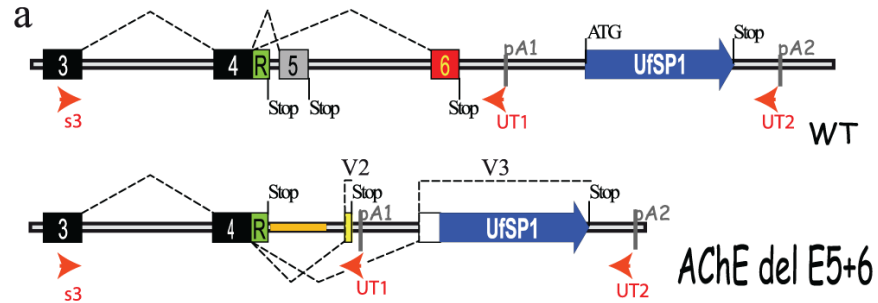 a
ATG pA1 Stop pA2
3 4 R 5 6 UfSP1
Stop Stop Stop
s3 UT1 UT2
WT
V2 V3
Stop Stop pA1 Stop pA2
3 4 R UfSP1
s3 UT1 UT2
AChE del E5+6